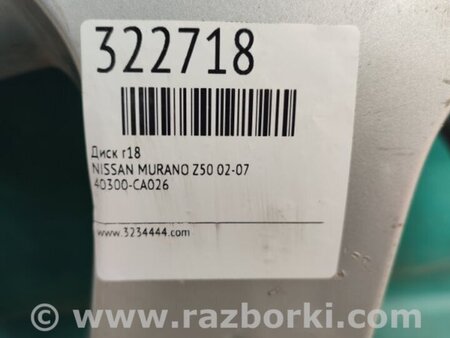 322718
Диск r18
NISSAN MURANO Z50 02-07
40300-CA026
www.3234444.com
© www.razborki.com